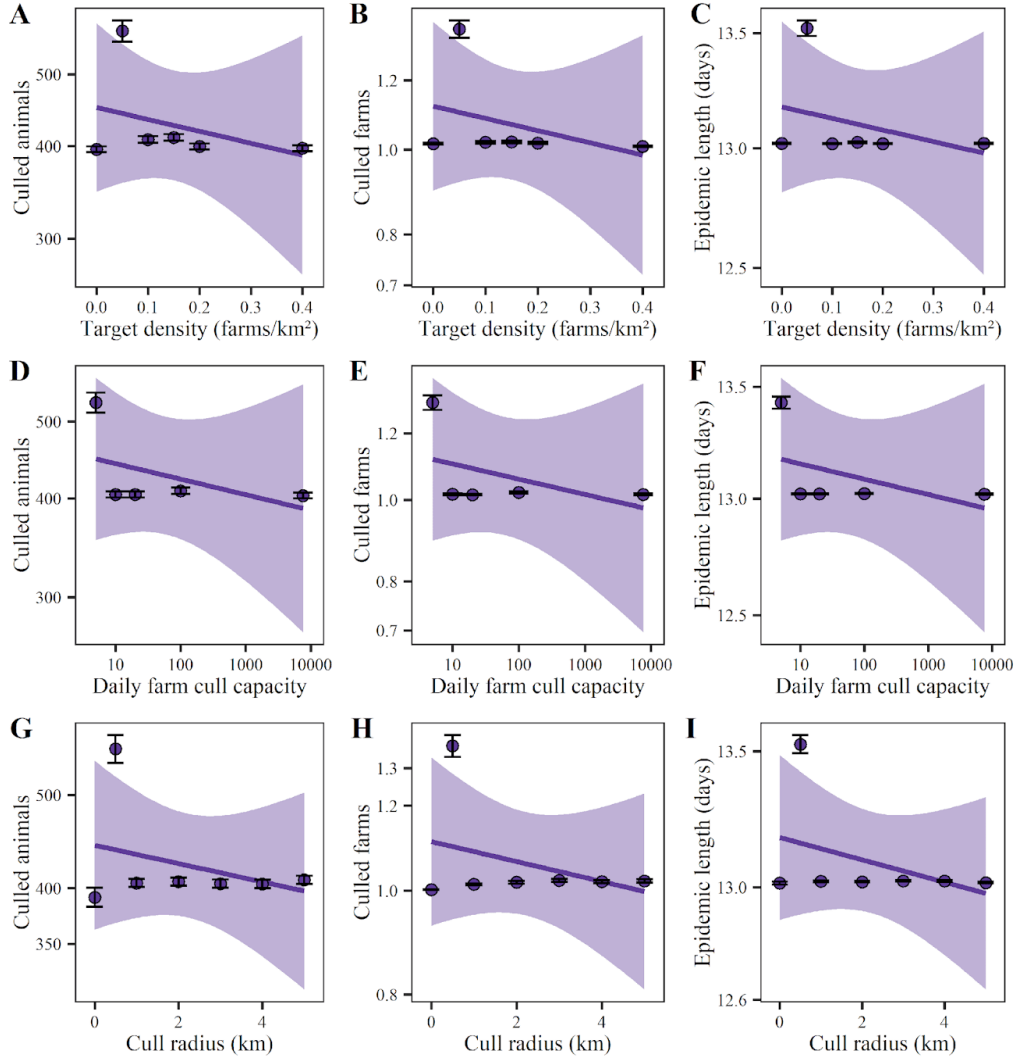 A
B
C
Culled animals
500
400
300
Culled farms
1.2
1.0
0.8
0.7
Epidemic length (days)
13.5
13.0
12.5
0.0 0.1 0.2 0.3 0.4
0.0 0.1 0.2 0.3 0.4
0.0 0.1 0.2 0.3 0.4
Target density (farms/km²)
Target density (farms/km²)
Target density (farms/km²)
D
E
F
Culled animals
500
400
300
Culled farms
1.2
1.0
0.8
0.7
Epidemic length (days)
13.5
13.0
12.5
10 100 1000 10000
10 100 1000 10000
10 100 1000 10000
Daily farm cull capacity
Daily farm cull capacity
Daily farm cull capacity
G
H
I
Culled animals
500
400
350
Culled farms
1.3
1.2
1.0
0.8
Epidemic length (days)
13.5
13.0
12.6
0 2 4
0 2 4
0 2 4
Cull radius (km)
Cull radius (km)
Cull radius (km)